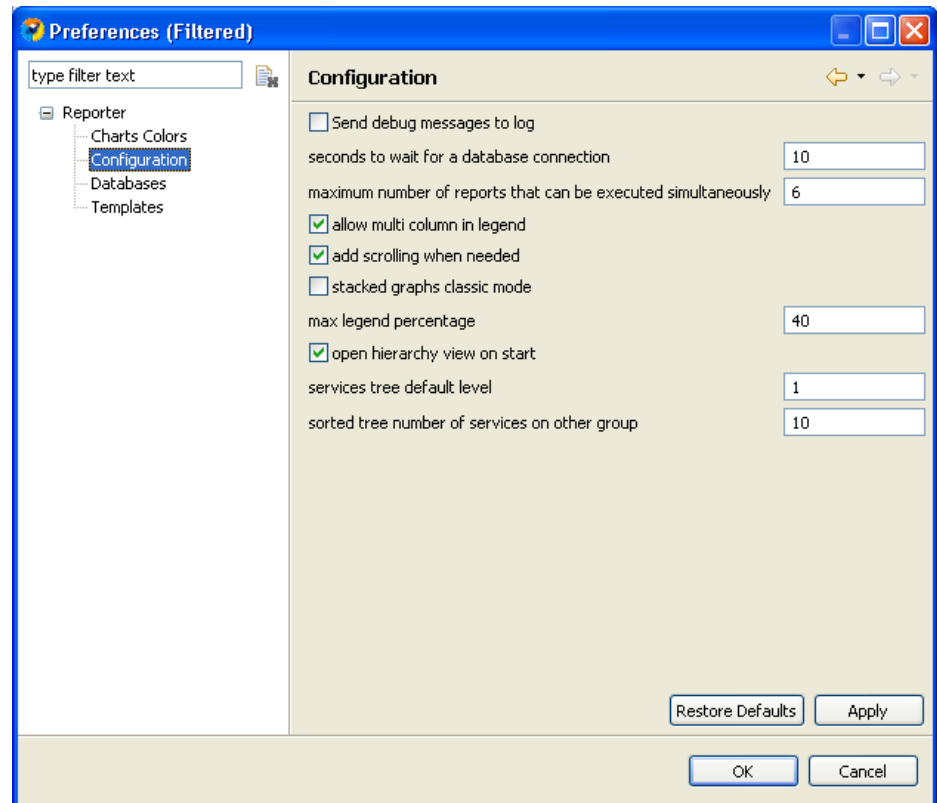 Preferences (Filtered)
type filter text
Reporter
Charts Colors
Configuration
Databases
Templates
Configuration
Send debug messages to log
seconds to wait for a database connection 10
maximum number of reports that can be executed simultaneously 6
allow multi column in legend
add scrolling when needed
stacked graphs classic mode
max legend percentage 40
open hierarchy view on start
services tree default level 1
sorted tree number of services on other group 10
Restore Defaults Apply
OK Cancel